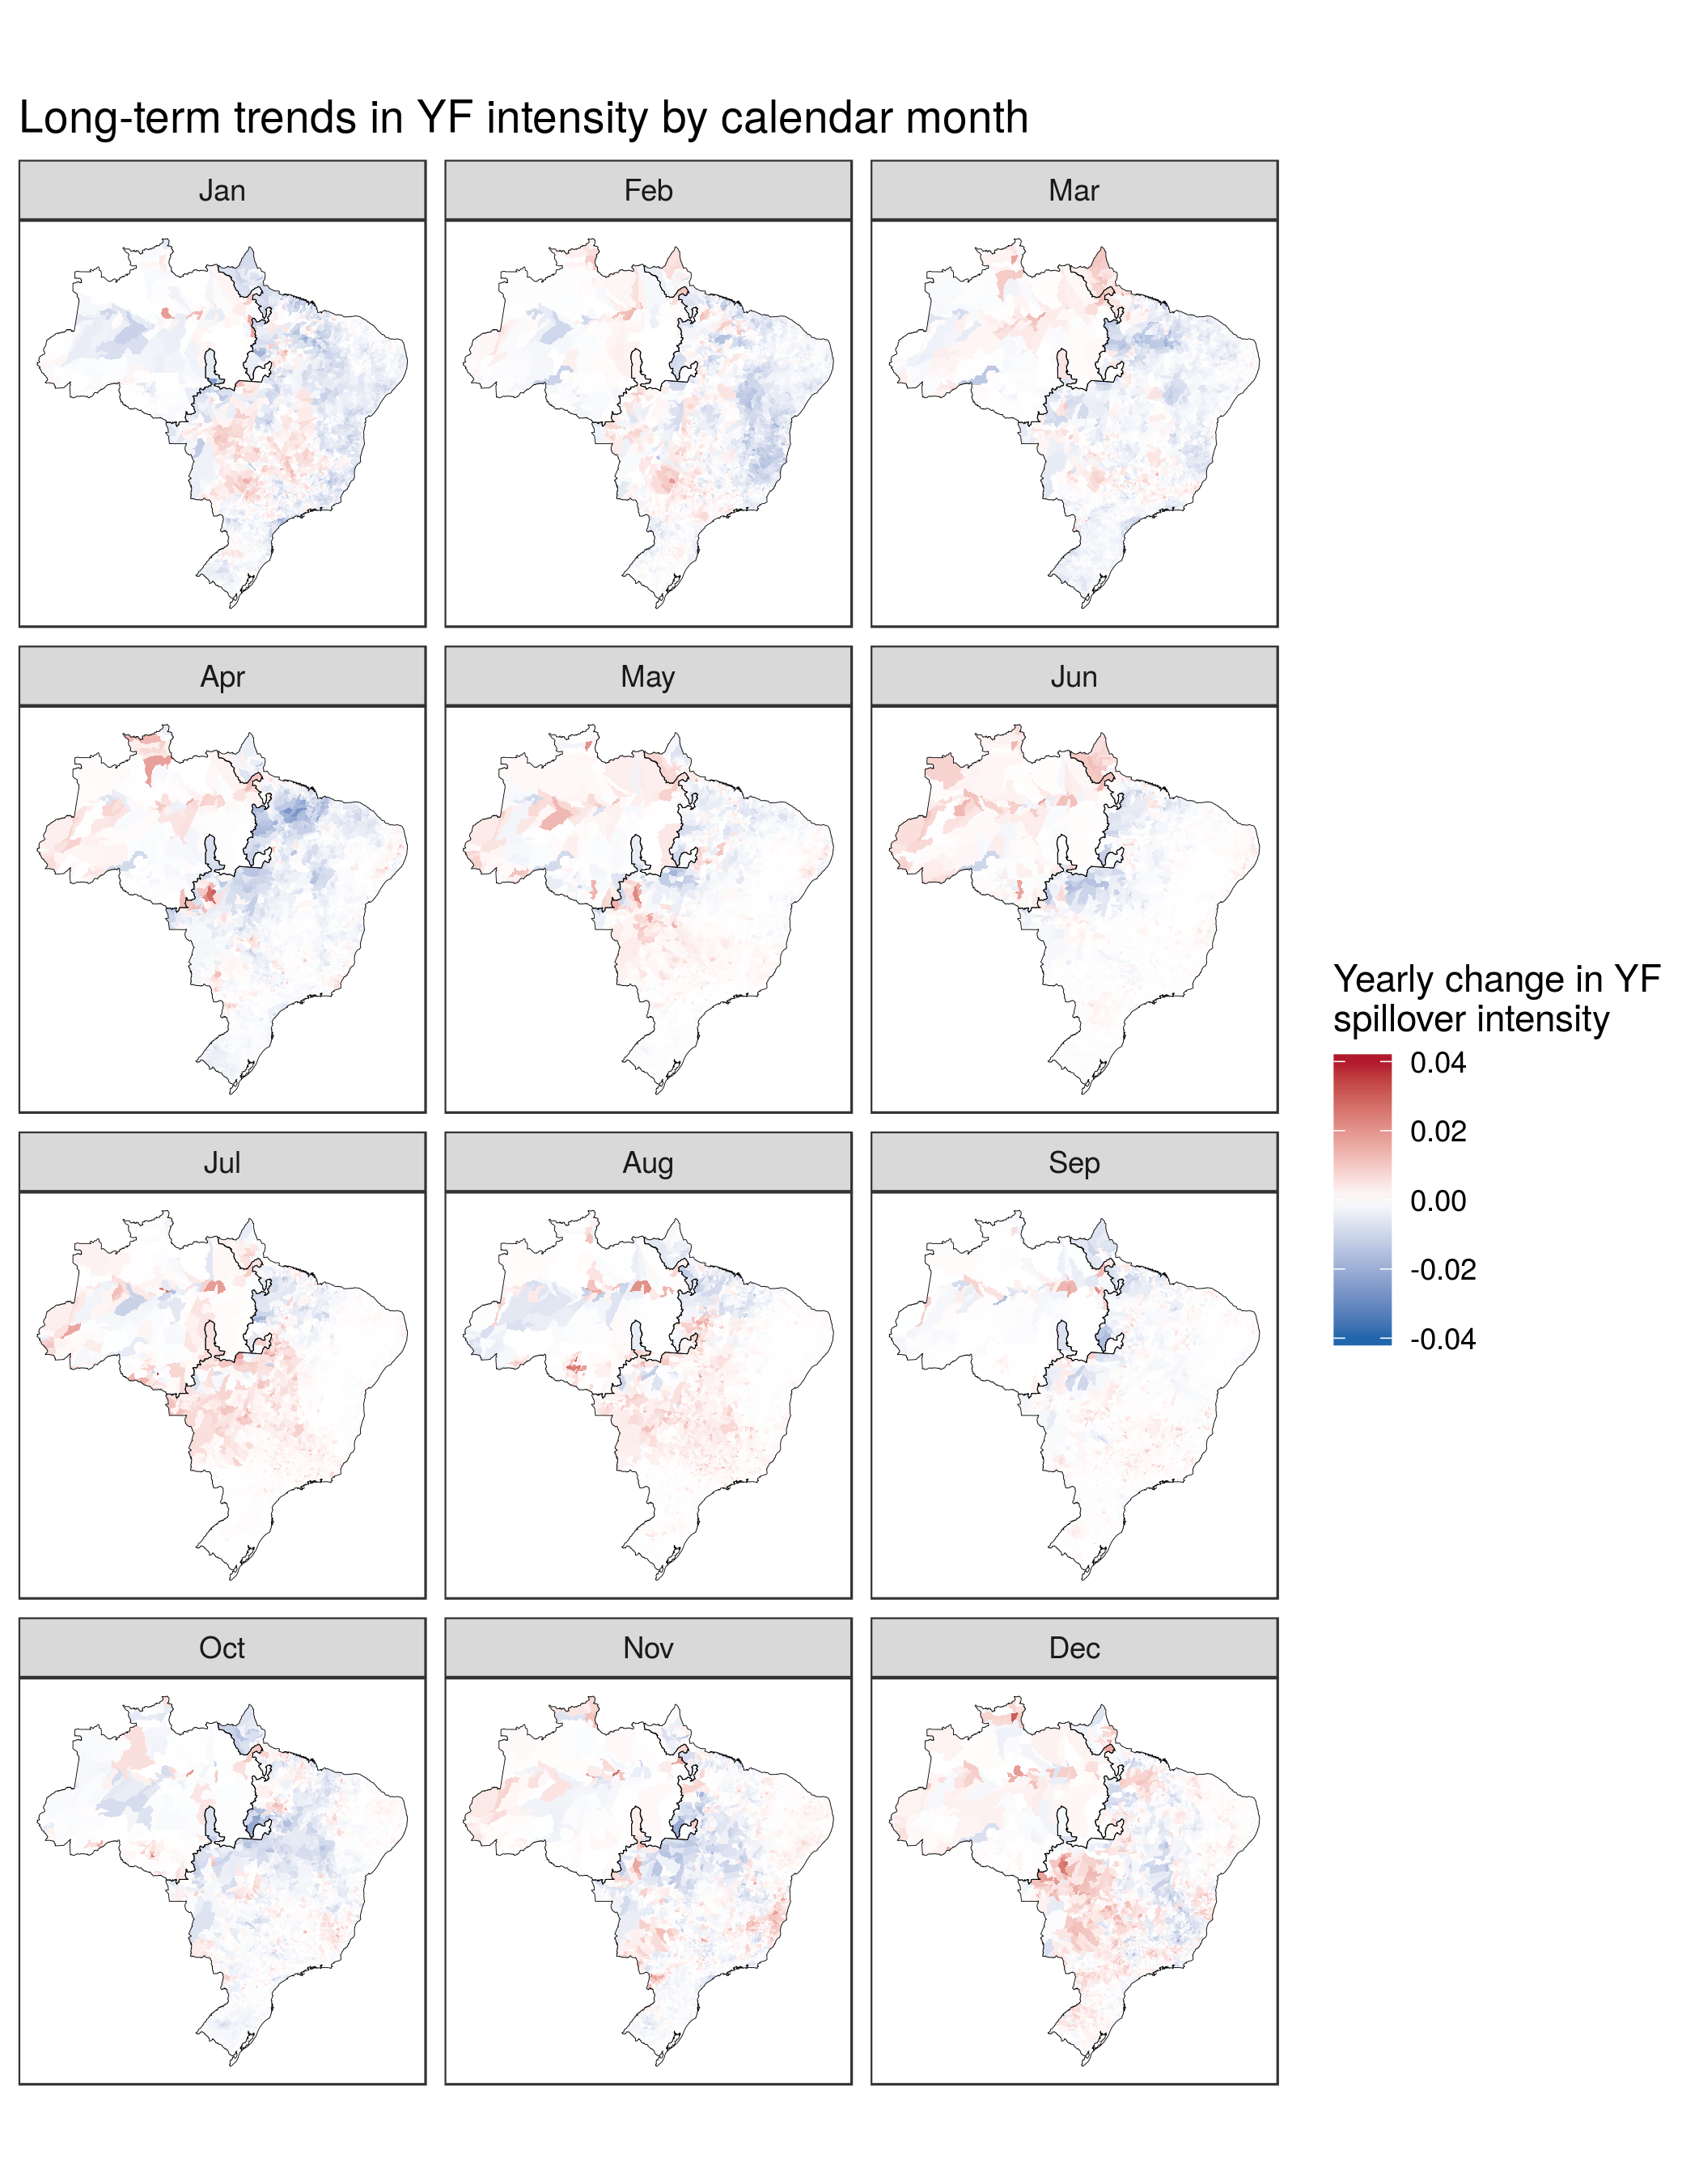 Long-term trends in YF intensity by calendar month
Jan
Feb
Mar
Apr
May
Jun
Jul
Aug
Sep
Oct
Nov
Dec
Yearly change in YF
spillover intensity
0.04
0.02
0.00
-0.02
-0.04